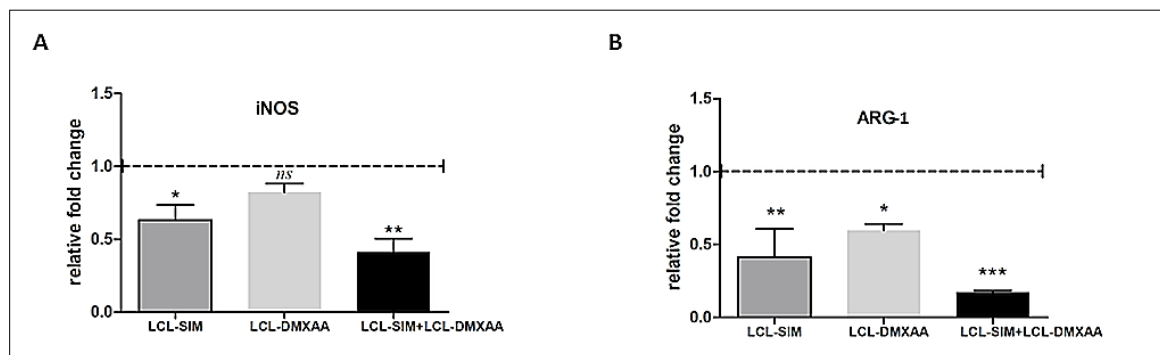 A
iNOS
relative fold change
1.5
1.0
0.5
0.0
*
ns
**
LCL-SIM
LCL-DMXAA
LCL-SIM+LCL-DMXAA
B
ARG-1
relative fold change
1.5
1.0
0.5
0.0
**
*
***
LCL-SIM
LCL-DMXAA
LCL-SIM+LCL-DMXAA